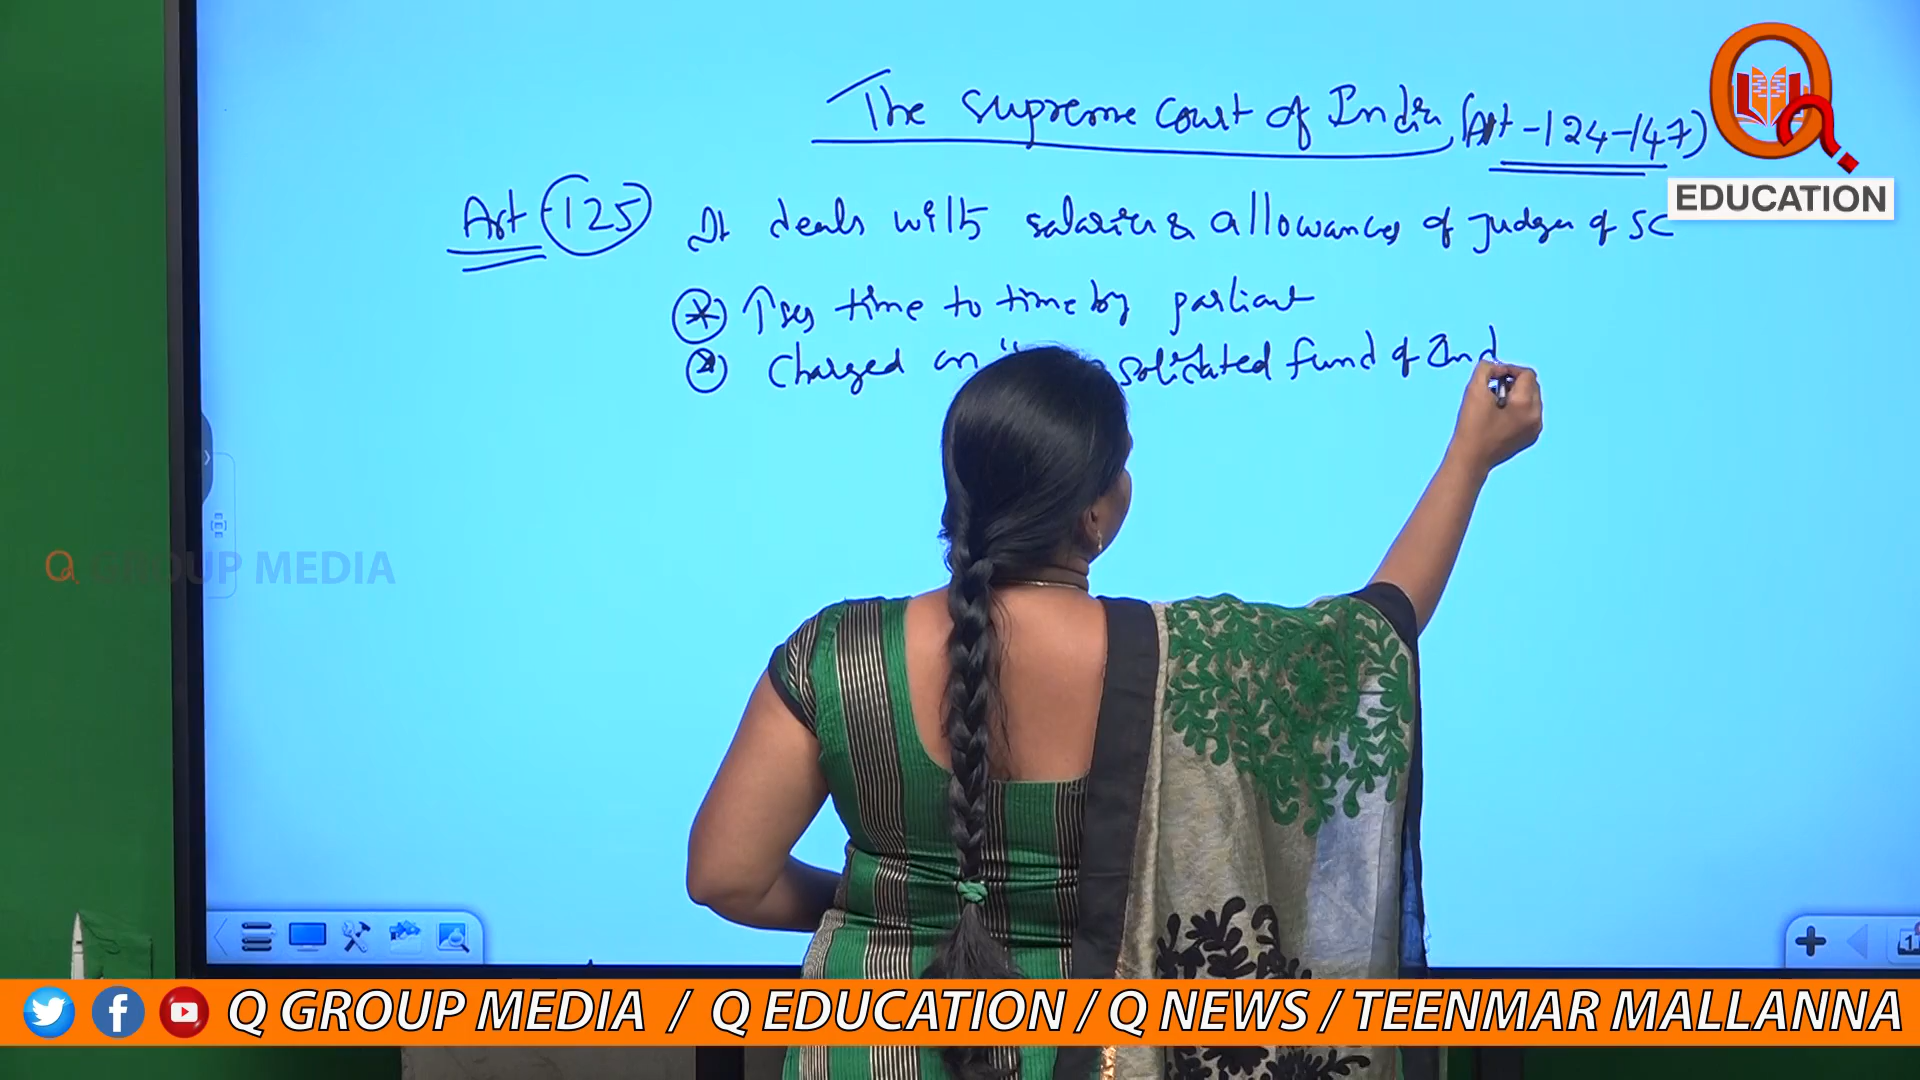 The Supreme Court of India (Art-124-147)
EDUCATION
Art-125 It deals with salaries & allowances of judges of SC
↑ses time to time by parliant
Charged on solidated fund of Ind
Q GROUP MEDIA
Q GROUP MEDIA / Q EDUCATION / Q NEWS / TEENMAR MALLANNA